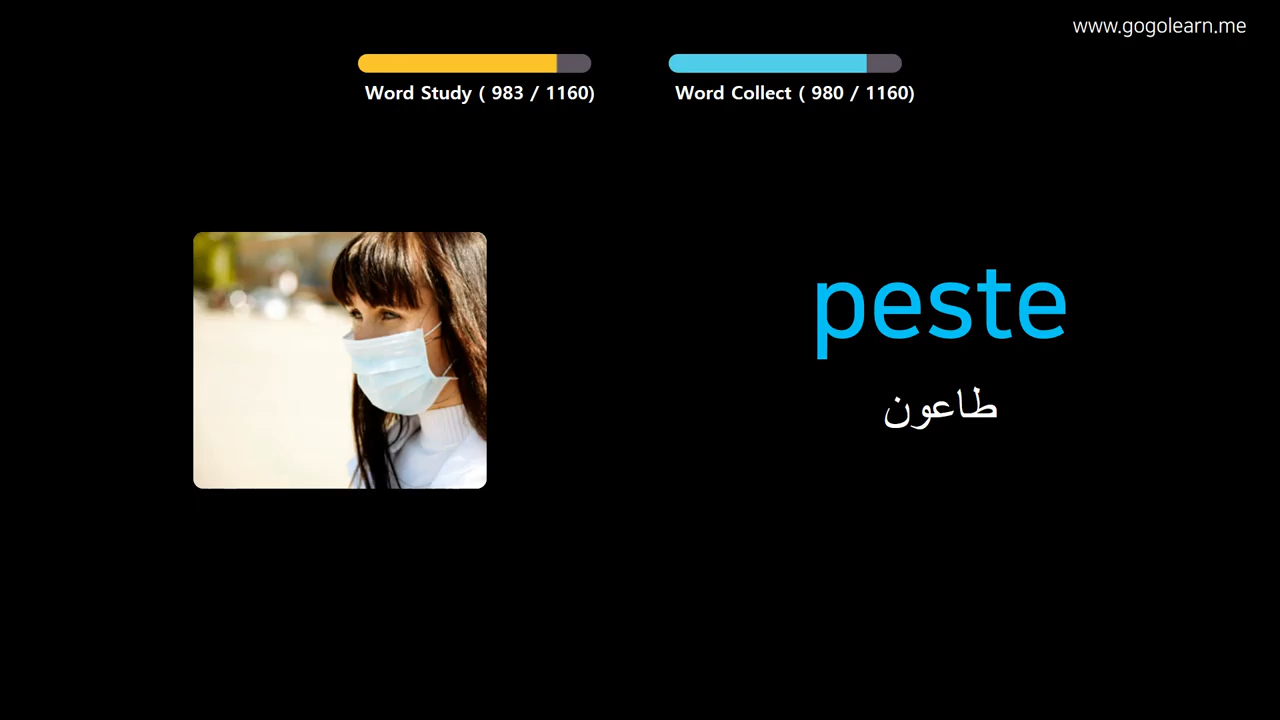 www.gogolearn.me
Word Study ( 983 / 1160)
Word Collect ( 980 / 1160)
peste
طاعون